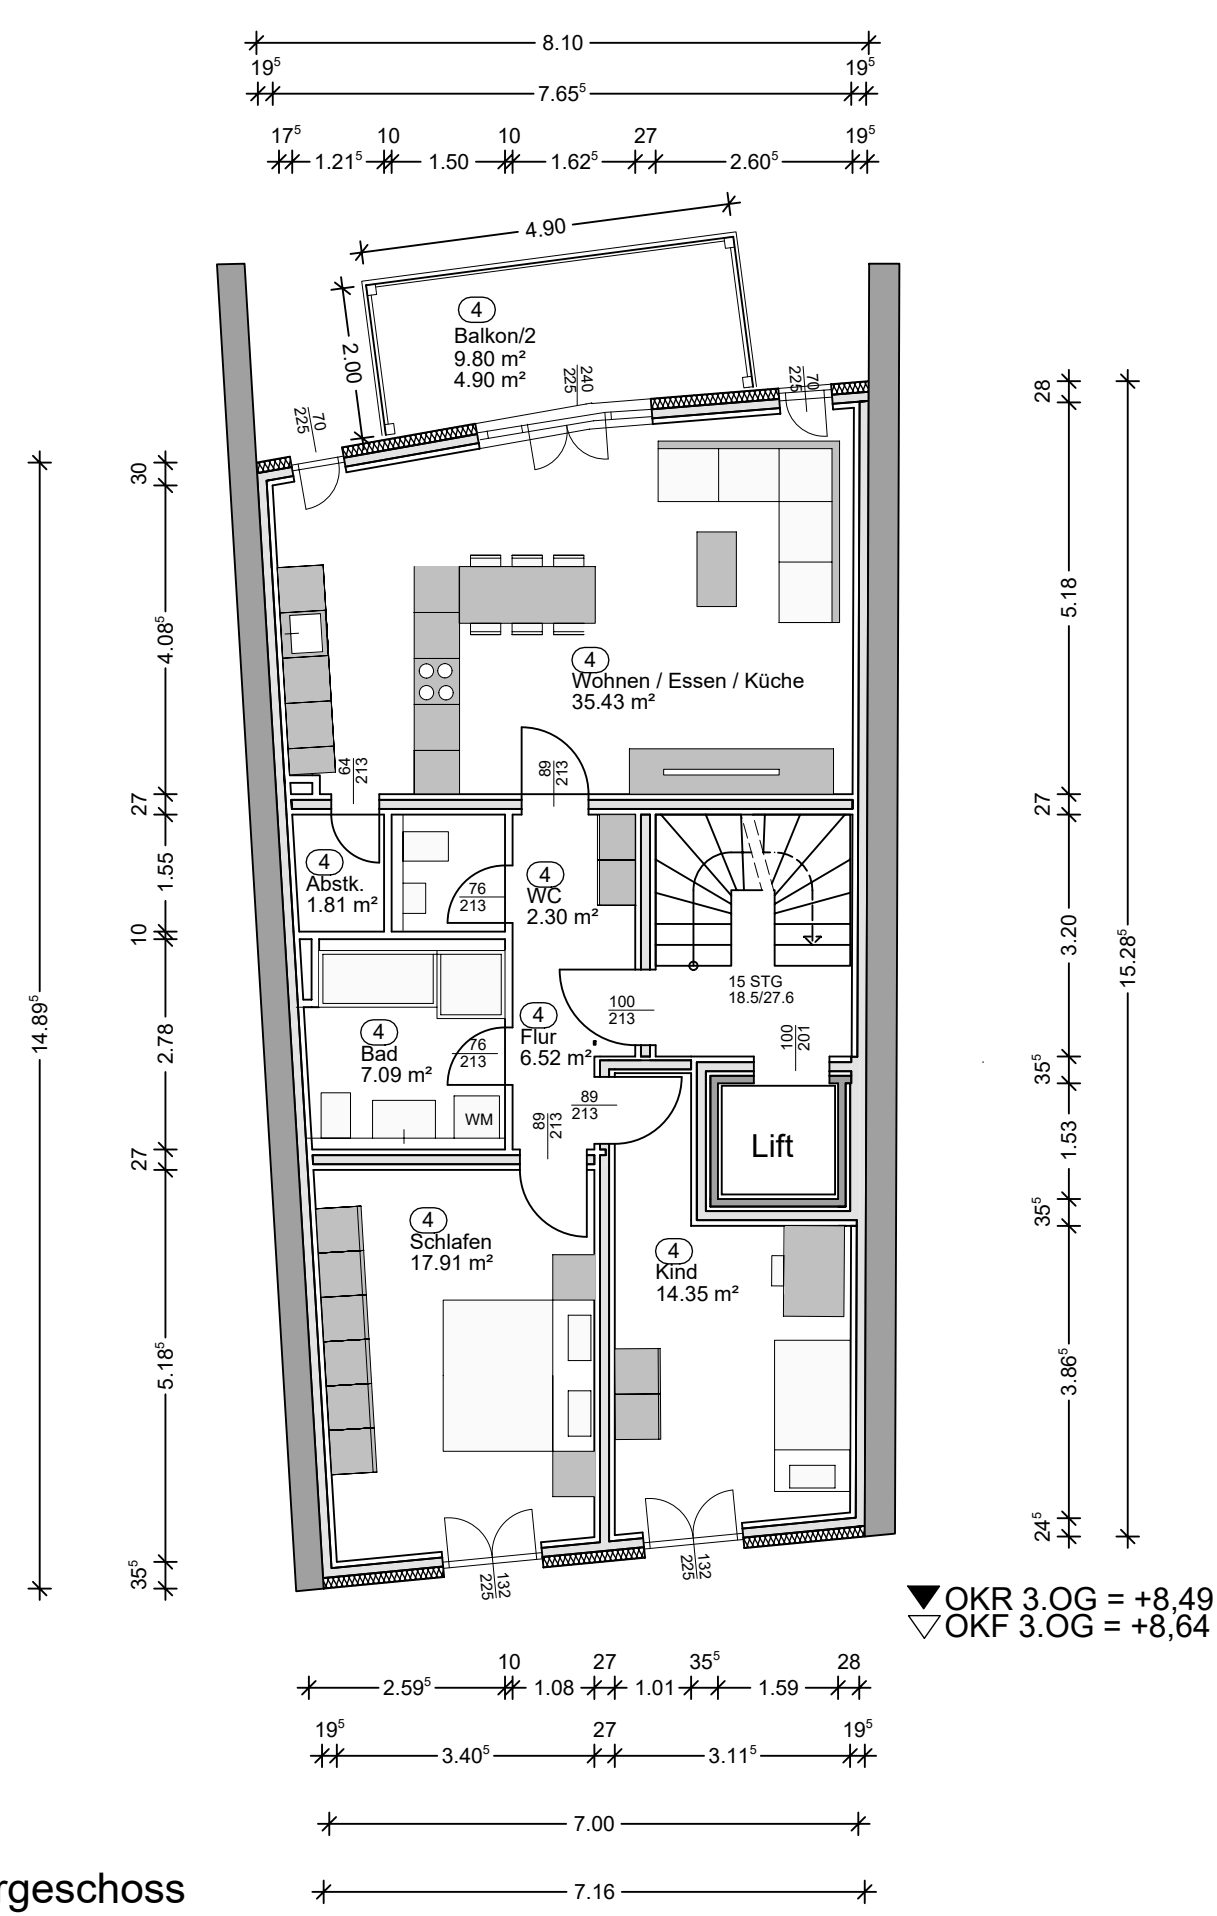 8.10
19⁵ 19⁵
7.65⁵
17⁵ 10 10 27 19⁵
1.21⁵ 1.50 1.62⁵ 2.60⁵
4.90
2.00
4
Balkon/2
9.80 m²
4.90 m²
240
225
70
225
70
225
28
30
5.18
4.08⁵
4
Wohnen / Essen / Küche
35.43 m²
64
213
89
213
27
27
4
Abstk.
1.81 m²
1.55
76
213
4
WC
2.30 m²
10
3.20
15.28⁵
14.89⁵
15 STG
18.5/27.6
100
213
4
Flur
6.52 m²
100
201
4
Bad
7.09 m²
2.78
76
213
35⁵
89
213
89
213
WM
Lift
1.53
27
35⁵
4
Schlafen
17.91 m²
4
Kind
14.35 m²
5.18⁵
3.86⁵
24⁵
35⁵
132
225
132
225
OKR 3.OG = +8,49
OKF 3.OG = +8,64
10 27 35⁵ 28
2.59⁵ 1.08 1.01 1.59
19⁵ 27 19⁵
3.40⁵ 3.11⁵
7.00
rgeschoss
7.16